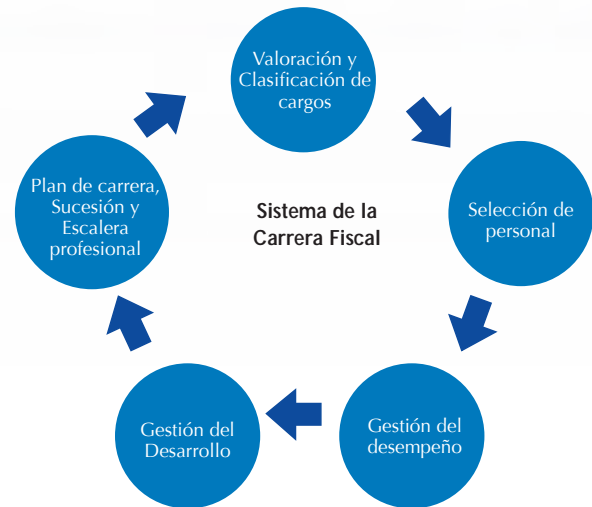 Valoración y
Clasificación de
cargos
Selección de
personal
Gestión del
desempeño
Gestión del
Desarrollo
Plan de carrera,
Sucesión y
Escalera
profesional
Sistema de la
Carrera Fiscal